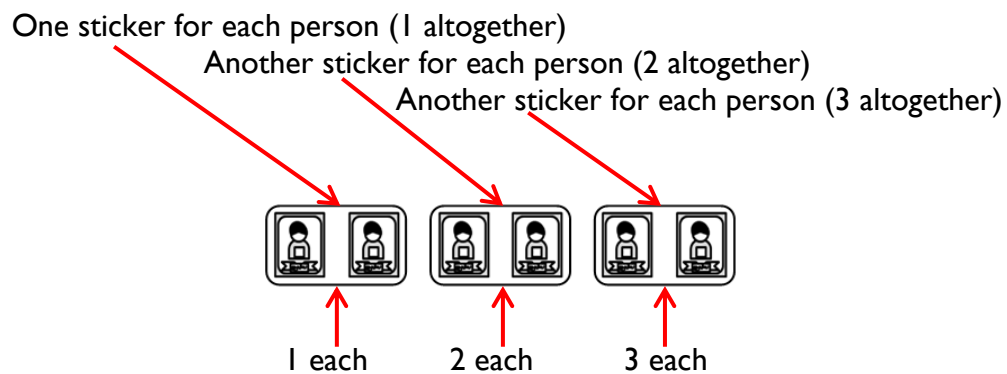 One sticker for each person (1 altogether)
Another sticker for each person (2 altogether)
Another sticker for each person (3 altogether)
1 each 2 each 3 each